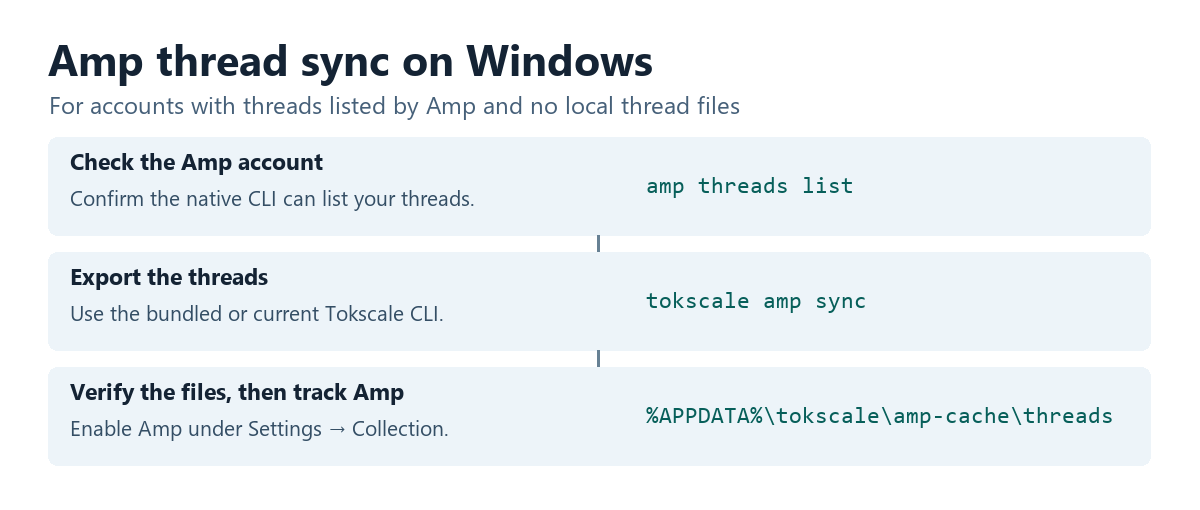 Amp thread sync on Windows
For accounts with threads listed by Amp and no local thread files
Check the Amp account
Confirm the native CLI can list your threads.
amp threads list
Export the threads
Use the bundled or current Tokscale CLI.
tokscale amp sync
Verify the files, then track Amp
Enable Amp under Settings → Collection.
%APPDATA%\tokscale\amp-cache\threads